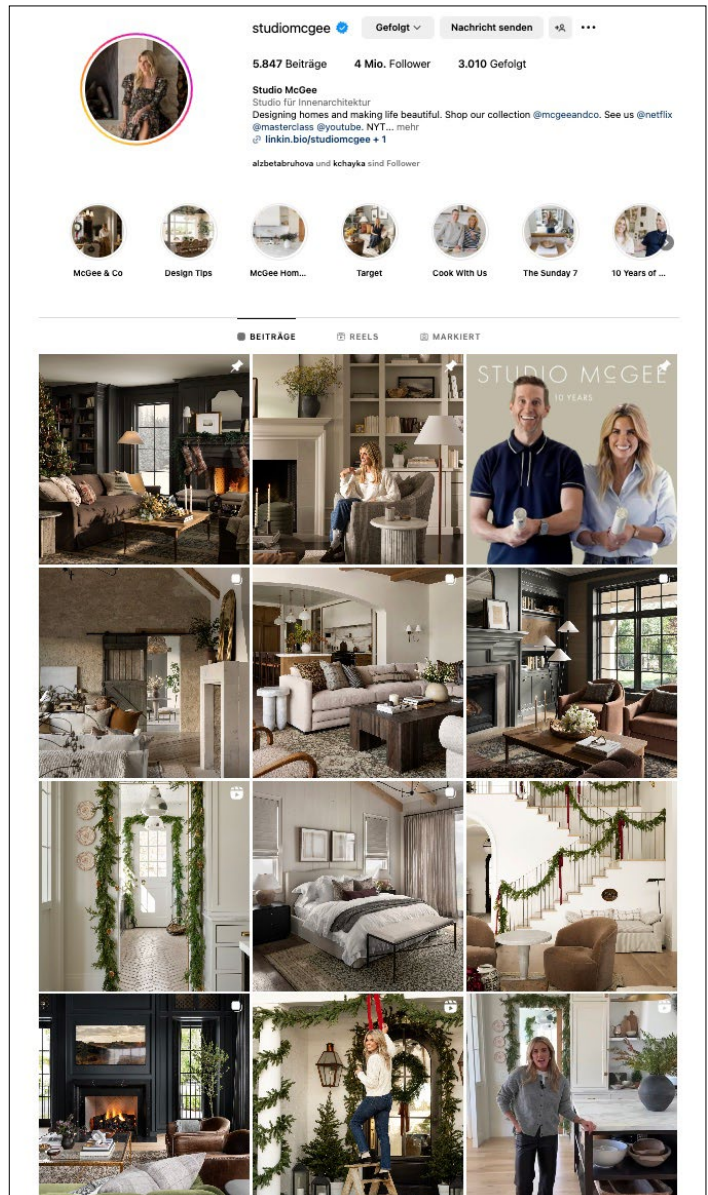 studiomcgee Gefolgt Nachricht senden
5.847 Beiträge 4 Mio. Follower 3.010 Gefolgt
Studio McGee
Studio für Innenarchitektur
Designing homes and making life beautiful. Shop our collection @mcgeeandco. See us @netflix
@masterclass @youtube. NYT... mehr
linkin.bio/studiomcgee + 1
alzbetabruhova und kchayka sind Follower
McGee & Co Design Tips McGee Hom... Target Cook With Us The Sunday 7 10 Years of ...
BEITRÄGE REELS MARKIERT
STUDIO McGEE
10 YEARS